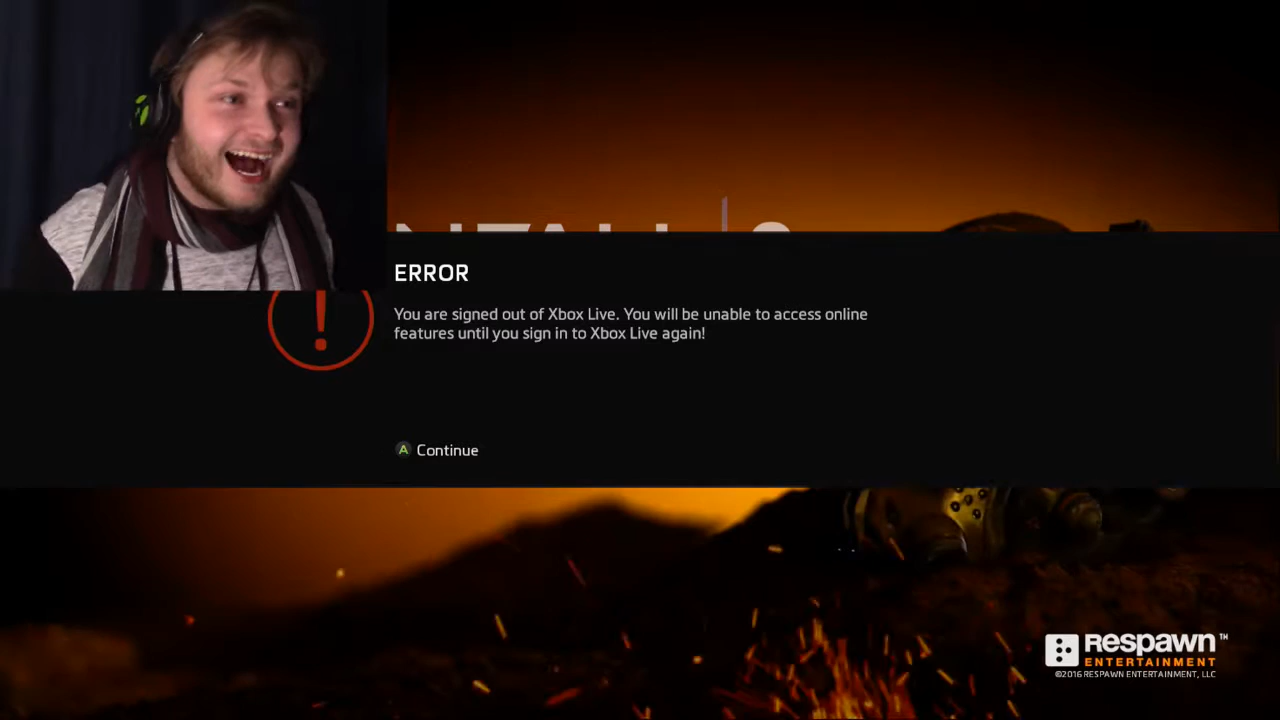 ERROR
You are signed out of Xbox Live. You will be unable to access online
features until you sign in to Xbox Live again!
A Continue
Respawn™
ENTERTAINMENT
©2016 RESPAWN ENTERTAINMENT, LLC